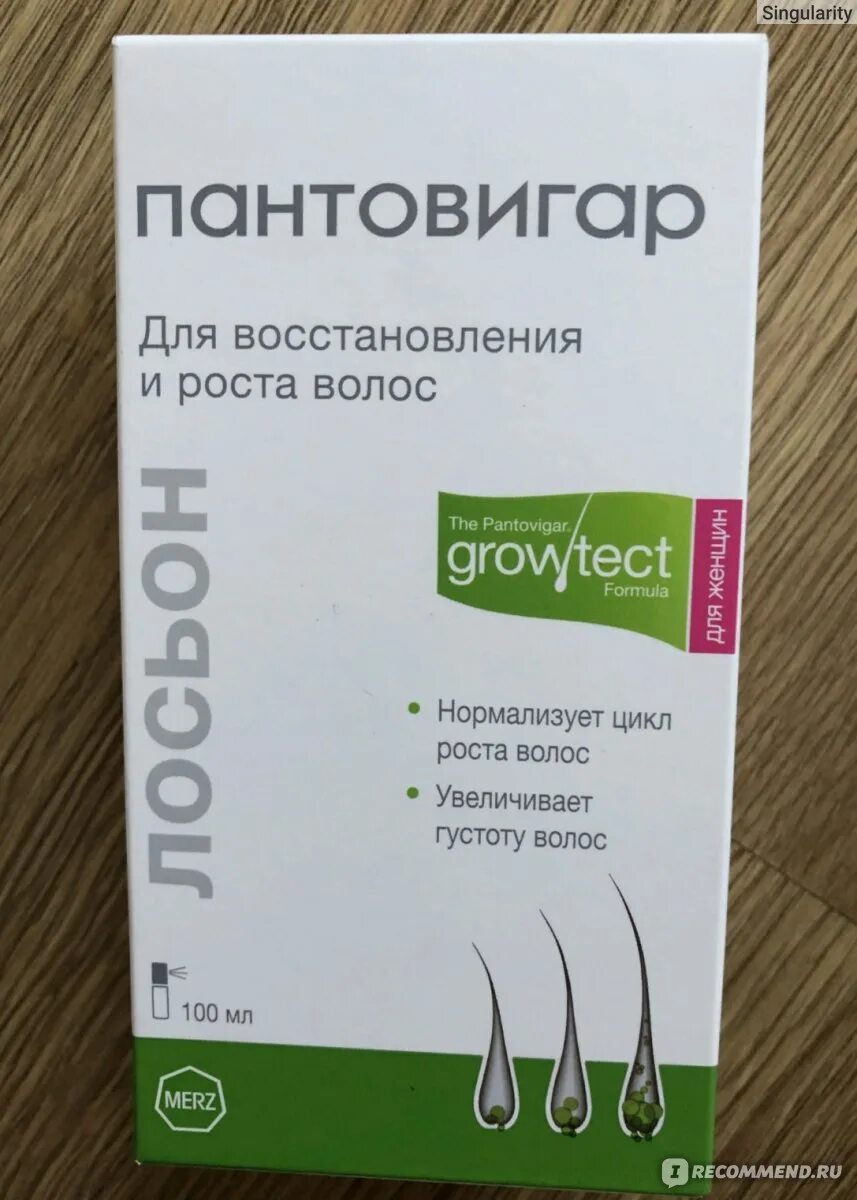 Singularity
пантовигар
Для восстановления
и роста волос
ЛОСЬОН
The Pantovigar®
growtect
Formula
для женщин
Нормализует цикл
роста волос
Увеличивает
густоту волос
100 мл
MERZ
IRECOMMEND.RU